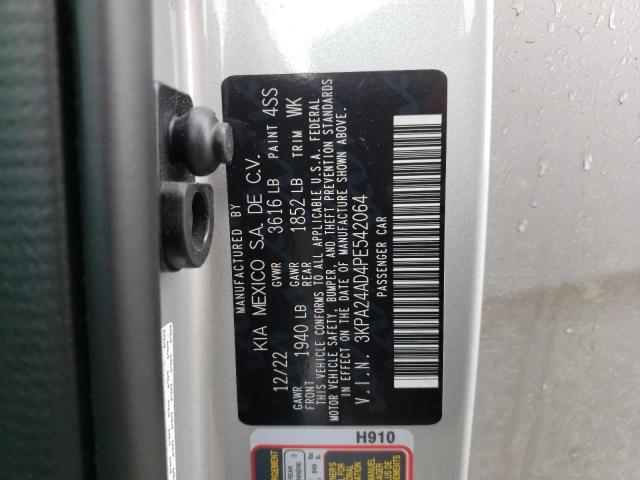 MANUFACTURED BY
KIA MEXICO S.A. DE C.V.
12/22 GVWR 3616 LB PAINT 4SS
GAWR FRONT 1940 LB GAWR REAR 1852 LB TRIM WK
THIS VEHICLE CONFORMS TO ALL APPLICABLE U.S.A. FEDERAL
MOTOR VEHICLE SAFETY, BUMPER, AND THEFT PREVENTION STANDARDS
IN EFFECT ON THE DATE OF MANUFACTURE SHOWN ABOVE.
V.I.N. 3KPA24AD4PE542064
PASSENGER CAR
H910
REAR